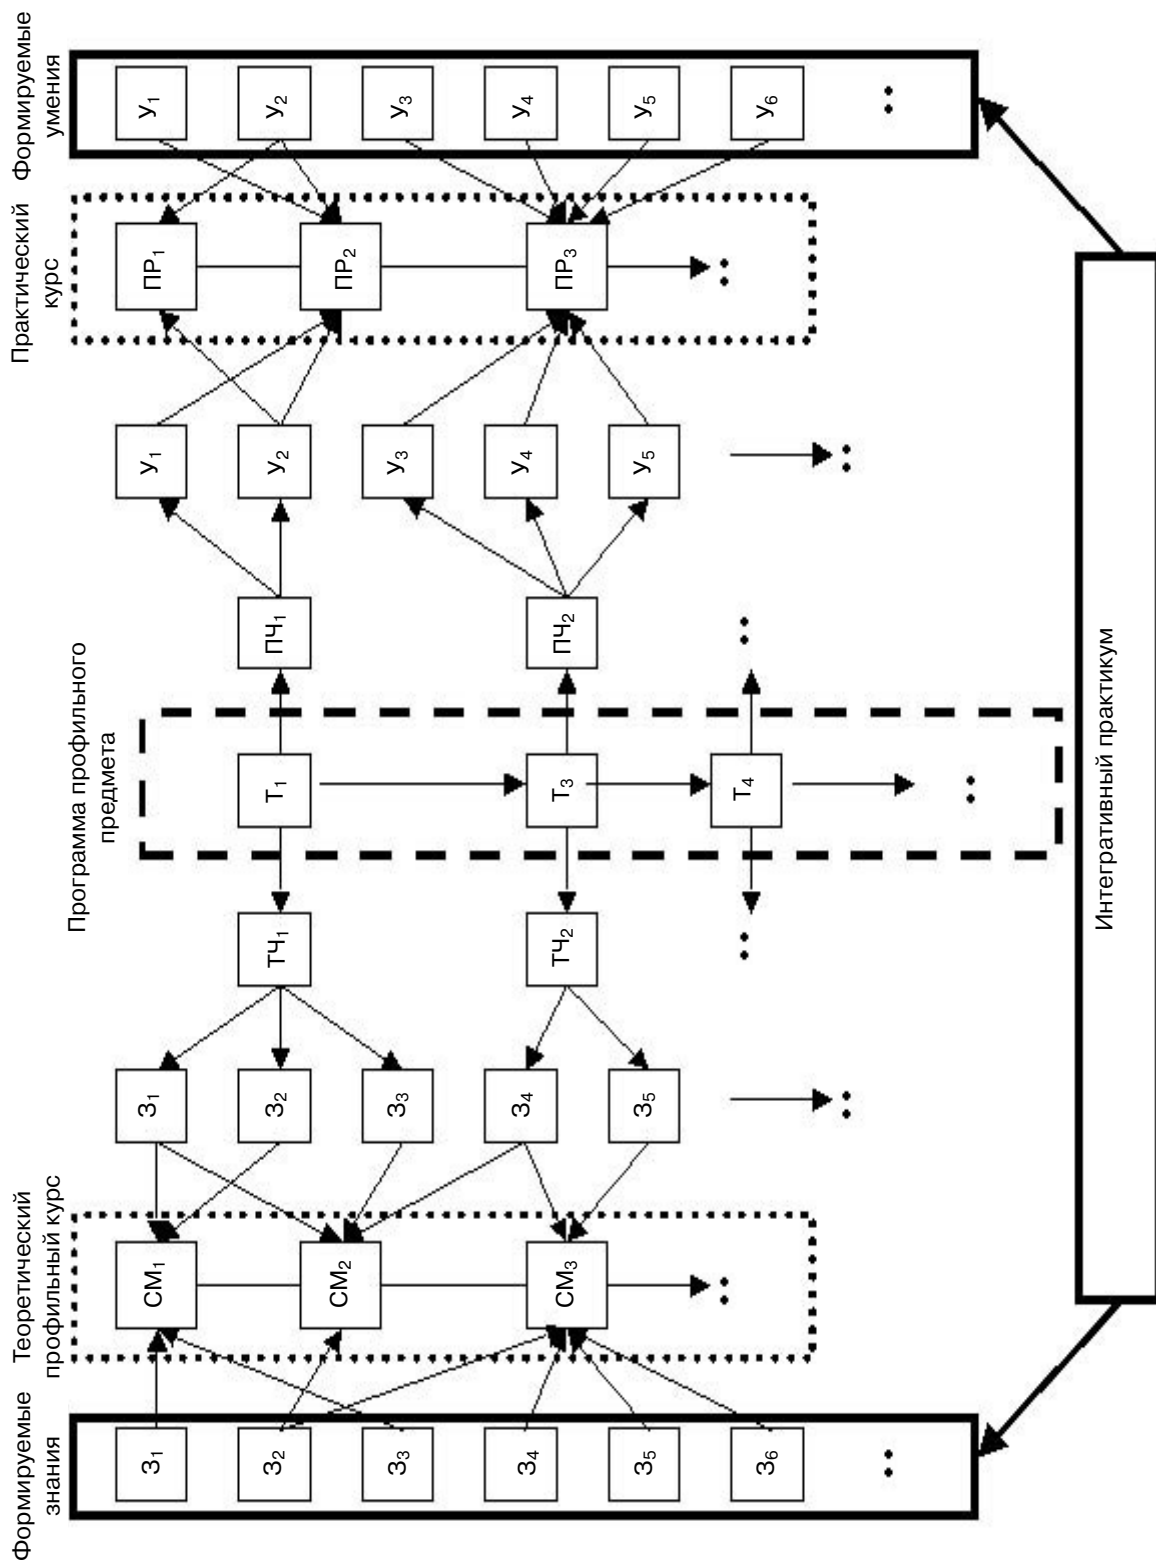 Формируемые
знания
Теоретический
профильный курс
Программа профильного
предмета
Практический
курс
Формируемые
умения
З₁
СМ₁
З₁
У₁
ПР₁
У₁
З₂
З₂
ТЧ₁
Т₁
ПЧ₁
У₂
У₂
СМ₂
ПР₂
З₃
З₃
У₃
У₃
З₄
З₄
У₄
У₄
СМ₃
ТЧ₂
Т₃
ПЧ₂
ПР₃
З₅
З₅
У₅
У₅
З₆
Т₄
У₆
Интегративный практикум